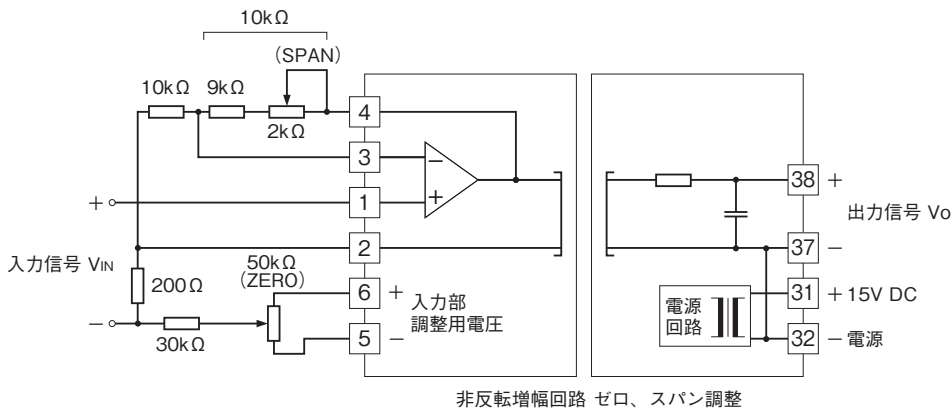 10kΩ
(SPAN)
10kΩ 9kΩ
2kΩ
4
3
1
2
6
5
−
+
+
入力信号 VIN
−
200Ω
30kΩ
50kΩ
(ZERO)
+
入力部
調整用電圧
−
38 +
出力信号 Vo
37 −
31 +15V DC
電源
回路
32 −電源
非反転増幅回路 ゼロ、スパン調整